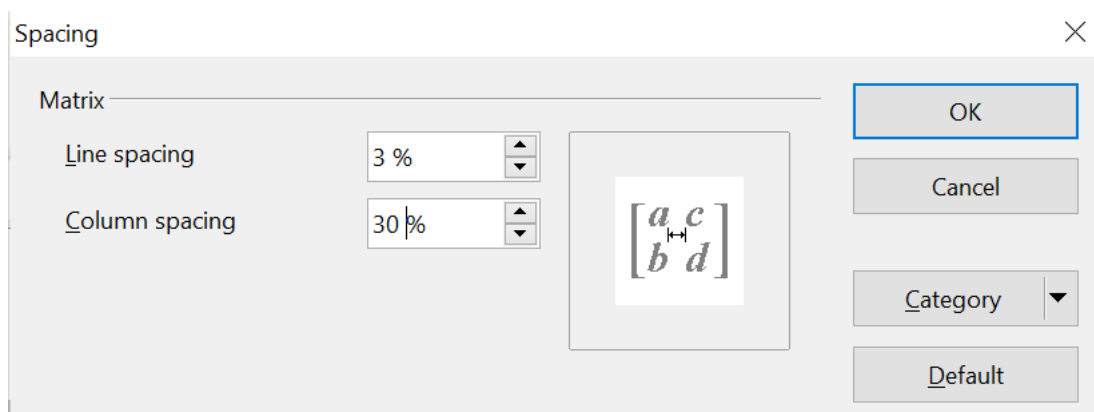 Spacing
Matrix
OK
Line spacing
3 %
Cancel
Column spacing
30 %
a c
b d
Category
Default